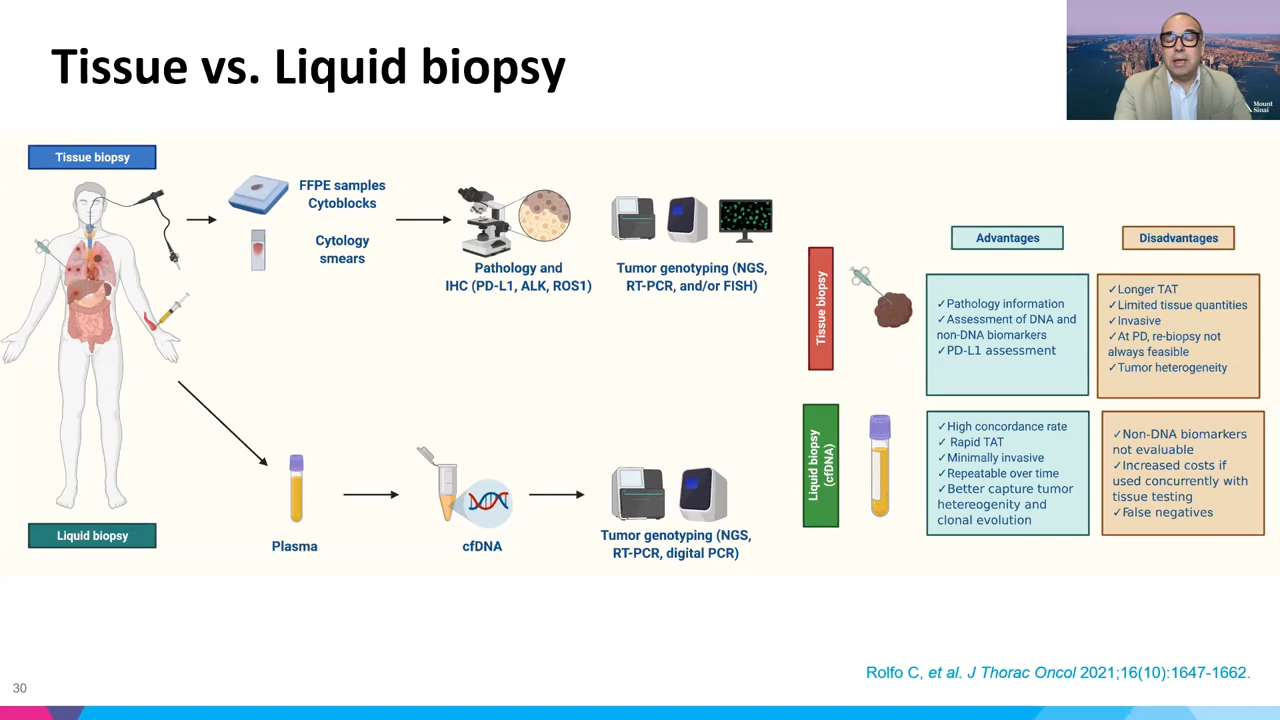 Tissue vs. Liquid biopsy
Mount
Sinai
Tissue biopsy
FFPE samples
Cytoblocks
Cytology
smears
Pathology and
IHC (PD-L1, ALK, ROS1)
Tumor genotyping (NGS,
RT-PCR, and/or FISH)
Liquid biopsy
Plasma
cfDNA
Tumor genotyping (NGS,
RT-PCR, digital PCR)
Advantages
Disadvantages
Tissue biopsy
✓Pathology information
✓Assessment of DNA and
non-DNA biomarkers
✓PD-L1 assessment
✓Longer TAT
✓Limited tissue quantities
✓Invasive
✓At PD, re-biopsy not
always feasible
✓Tumor heterogeneity
Liquid biopsy
(cfDNA)
✓High concordance rate
✓ Rapid TAT
✓Minimally invasive
✓Repeatable over time
✓Better capture tumor
hetereogenity and
clonal evolution
✓Non-DNA biomarkers
not evaluable
✓Increased costs if
used concurrently with
tissue testing
✓False negatives
Rolfo C, et al. J Thorac Oncol 2021;16(10):1647-1662.
30